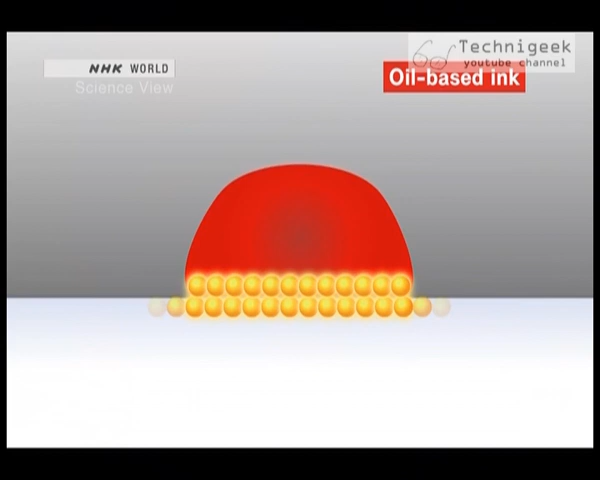 Technigeek
youtube channel
NHK WORLD
Science View
Oil-based ink